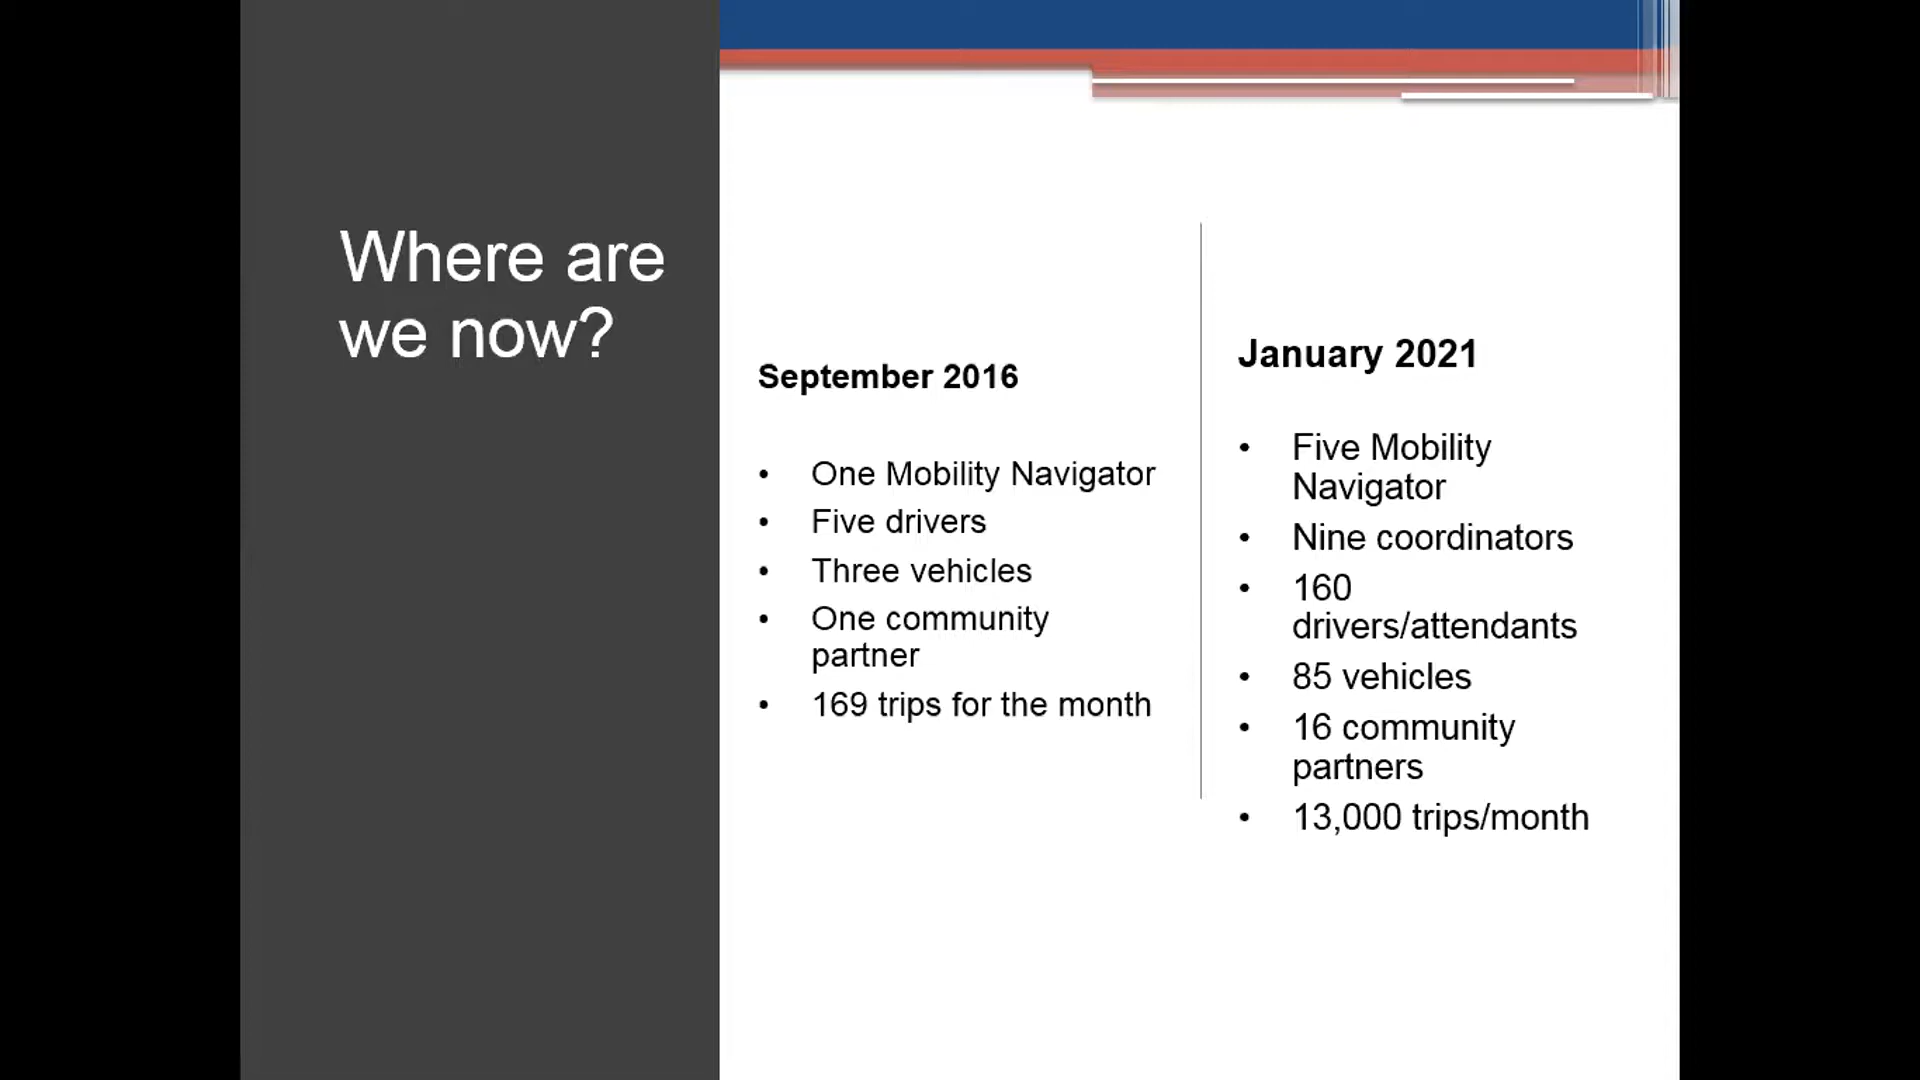 Where are
we now?
September 2016
• One Mobility Navigator
• Five drivers
• Three vehicles
• One community
partner
• 169 trips for the month
January 2021
• Five Mobility
Navigator
• Nine coordinators
• 160
drivers/attendants
• 85 vehicles
• 16 community
partners
• 13,000 trips/month